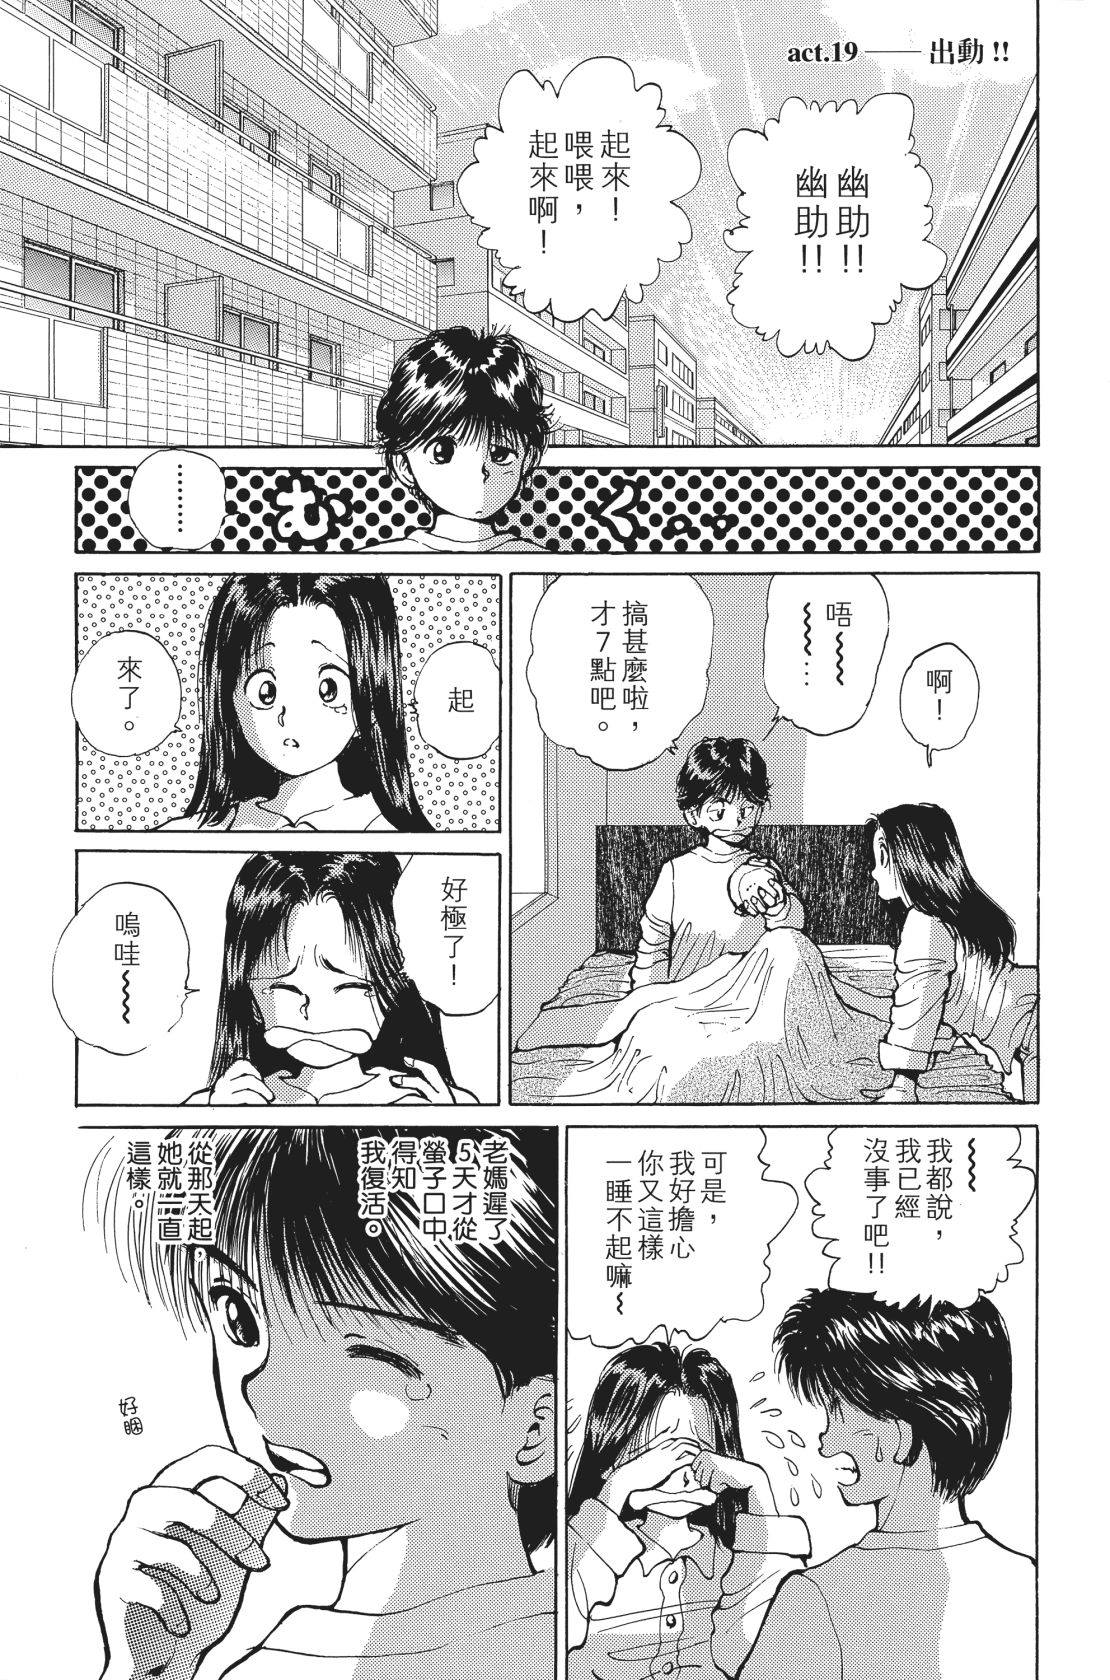 act.19——出動!!
幽助!!
幽助!!
起來!
喂喂,
起來啊!
………
むくっ
啊!
唔~~
~~~…
搞甚麼啦,
才7點吧。
起
來了。
好極了!
嗚哇~~
~~
我都說,
我已經
沒事了吧!!
可是,
我好擔心
你又這樣
一睡不起嘛~
老媽遲了
5天才從
螢子口中
得知
我復活。
從那天起,
她就一直
這樣。
好睏